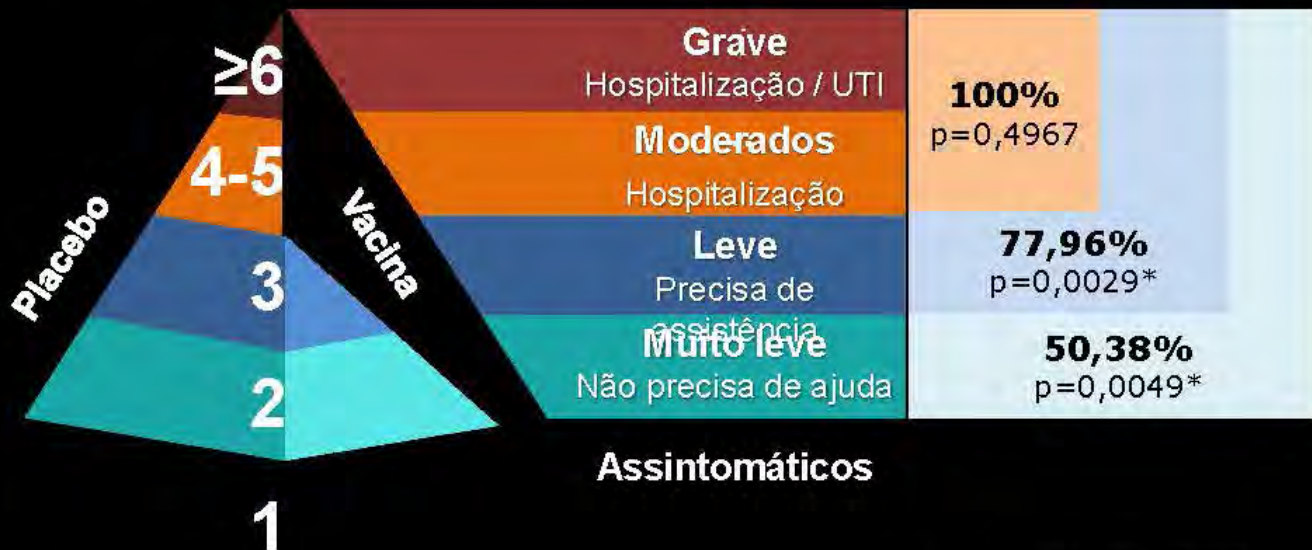 Placebo
Vacina
≥6
4-5
3
2
1
Grave
Hospitalização / UTI
Moderados
Hospitalização
Leve
Precisa de
assistência
Muito leve
Não precisa de ajuda
Assintomáticos
100%
p=0,4967
77,96%
p=0,0029*
50,38%
p=0,0049*